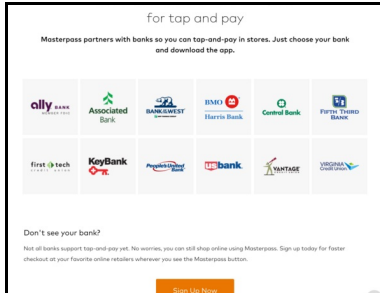 for tap and pay
Masterpass partners with banks so you can tap-and-pay in stores. Just choose your bank
and download the app.
ally BANK
Associated
Bank
BANK OF THE WEST
BMO
Harris Bank
Central Bank
FIFTH THIRD
BANK
first tech
credit union
KeyBank
People's United
Bank
usbank
VANTAGE
VIRGINIA
Credit Union
Don't see your bank?
Not all banks support tap-and-pay yet. No worries, you can still shop online using Masterpass. Sign up today for faster
checkout at your favorite online retailers wherever you see the Masterpass button.
Sign Up Now